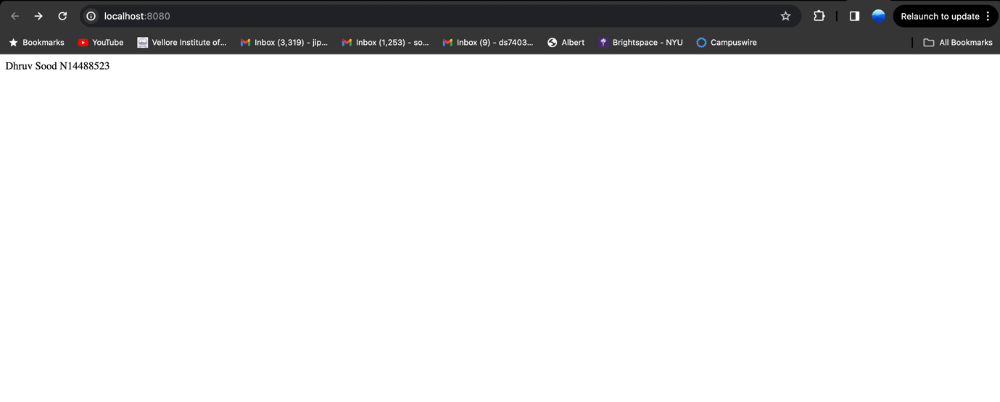 localhost:8080
Relaunch to update
Bookmarks YouTube Vellore Institute of... Inbox (3,319) - jip... Inbox (1,253) - so... Inbox (9) - ds7403... Albert Brightspace - NYU Campuswire All Bookmarks
Dhruv Sood N14488523